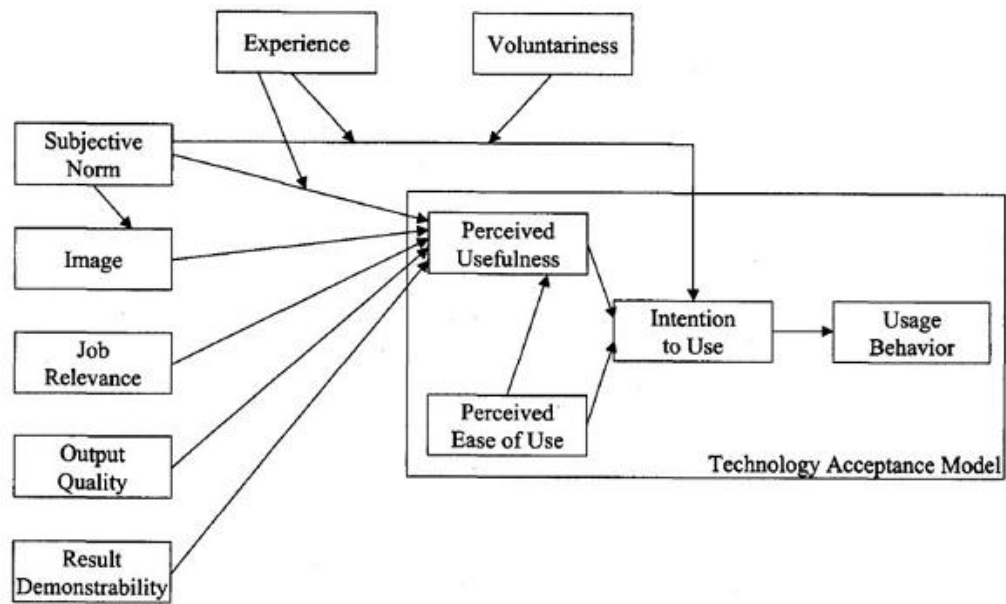 Experience
Voluntariness
Subjective
Norm
Image
Job
Relevance
Output
Quality
Result
Demonstrability
Perceived
Usefulness
Perceived
Ease of Use
Intention
to Use
Usage
Behavior
Technology Acceptance Model